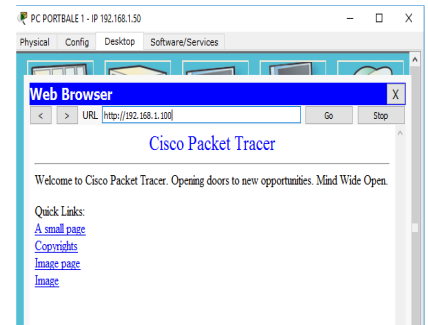 PC PORTBALE 1 - IP 192.168.1.50
Physical Config Desktop Software/Services
Web Browser X
< > URL http://192.168.1.100 Go Stop
Cisco Packet Tracer
Welcome to Cisco Packet Tracer. Opening doors to new opportunities. Mind Wide Open.
Quick Links:
A small page
Copyrights
Image page
Image